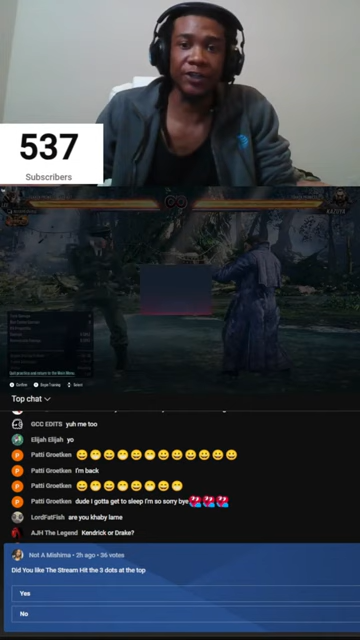 537
Subscribers
KAZUYA
Top chat
GCC EDITS yuh me too
Elijah Elijah yo
Patti Groetken
Patti Groetken I'm back
Patti Groetken
Patti Groetken dude I gotta get to sleep I'm so sorry bye
LordFatFish are you khaby lame
AJH The Legend Kendrick or Drake?
Not A Mishima • 2h ago • 36 votes
Did You like The Stream Hit the 3 dots at the top
Yes
No